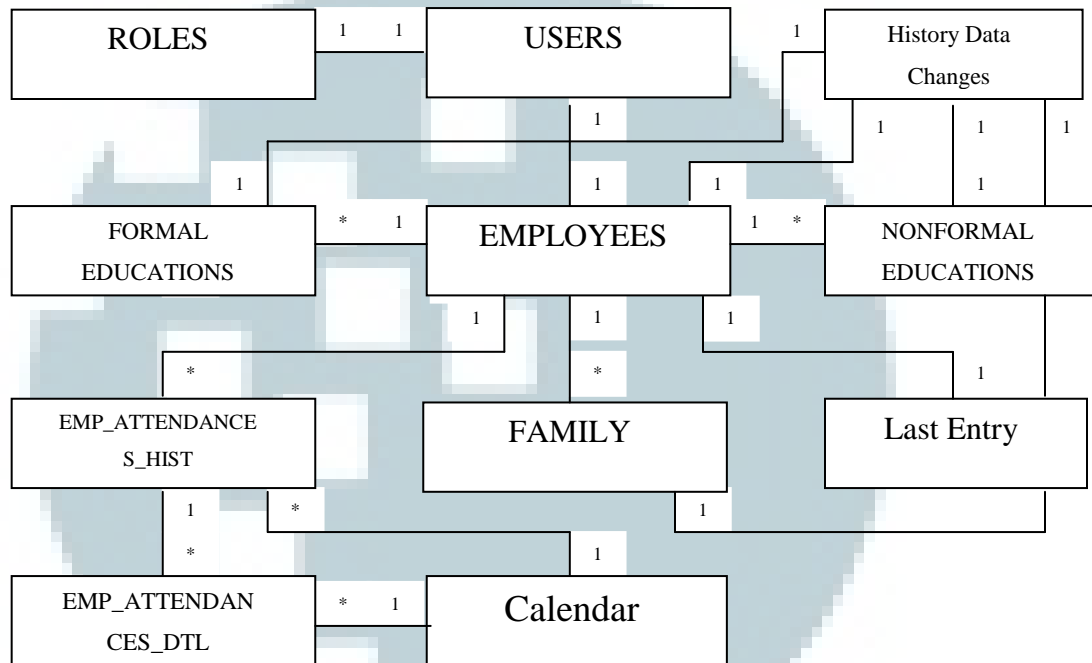 ROLES
1 1
USERS
1
History Data
Changes
1
1 1 1
1 1 1 1
FORMAL
EDUCATIONS
* 1
EMPLOYEES
1 *
NONFORMAL
EDUCATIONS
1 1 1
* * 1
EMP_ATTENDANCE
S_HIST
FAMILY
Last Entry
1 * 1
* 1
EMP_ATTENDAN
CES_DTL
* 1
Calendar